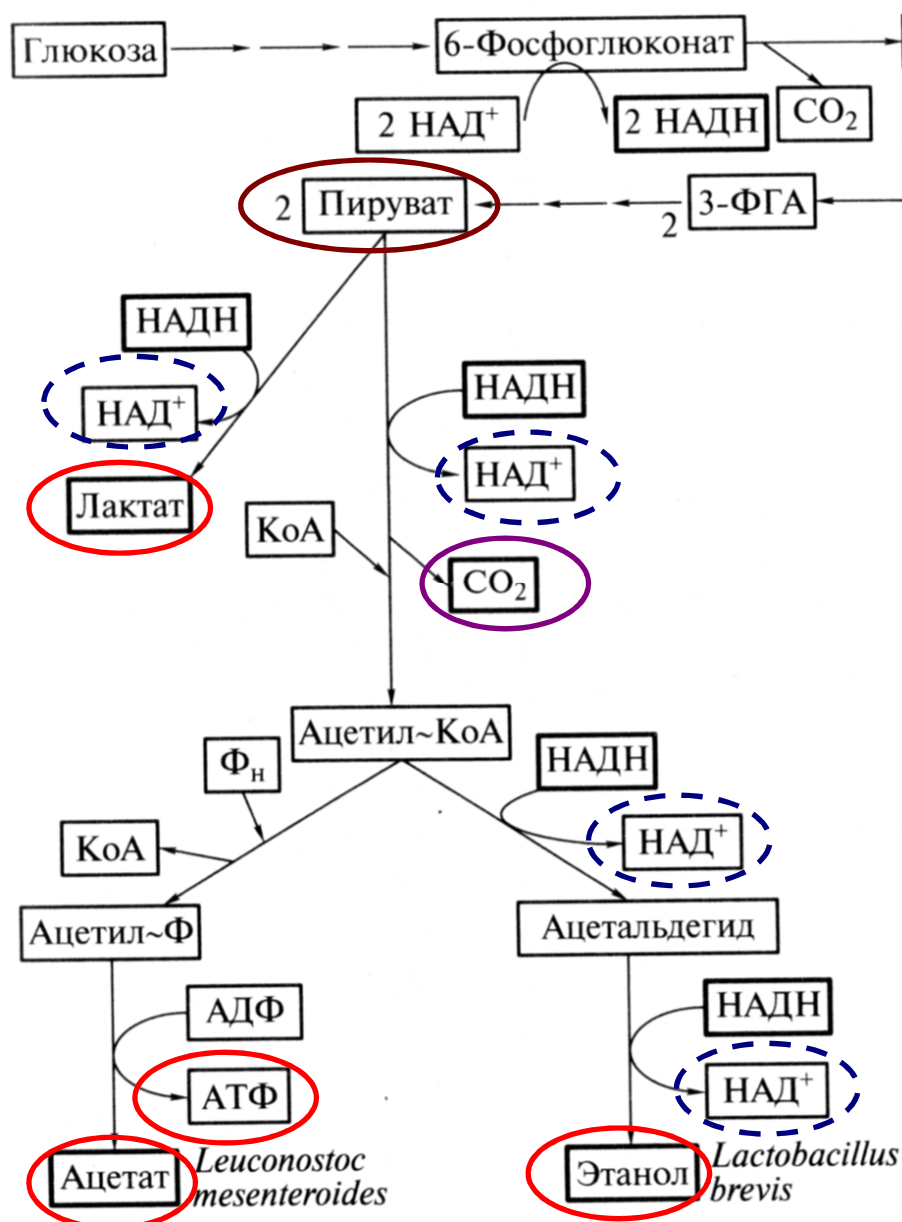 Глюкоза
6-Фосфоглюконат
2 НАД⁺
2 НАДН
CO₂
2 Пируват
2 3-ФГА
НАДН
НАД⁺
Лактат
НАДН
НАД⁺
КоА
CO₂
Ацетил~КоА
Фн
НАДН
КоА
НАД⁺
Ацетил~Ф
Ацетальдегид
АДФ
НАДН
АТФ
НАД⁺
Ацетат
Leuconostoc
mesenteroides
Этанол
Lactobacillus
brevis